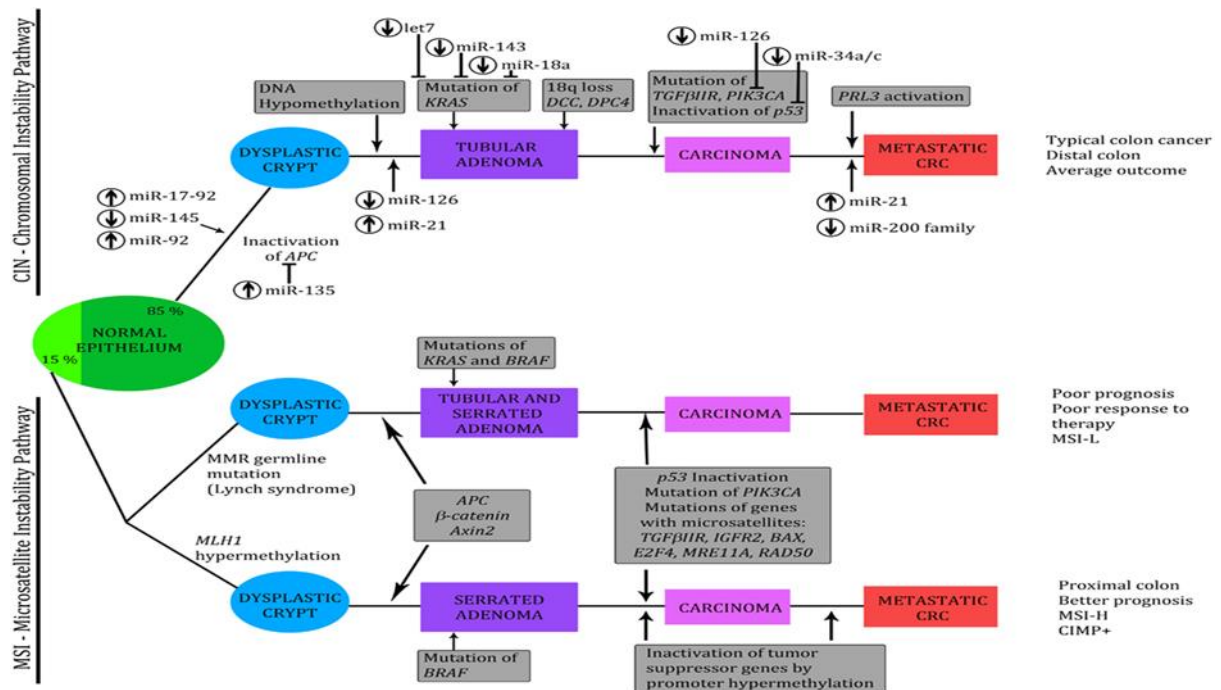 CIN - Chromosomal Instability Pathway
let7
miR-143
miR-18a
miR-126
miR-34a/c
DNA
Hypomethylation
Mutation of
KRAS
18q loss
DCC, DPC4
Mutation of
TGFβIIR, PIK3CA
Inactivation of p53
PRL3 activation
DYSPLASTIC
CRYPT
TUBULAR
ADENOMA
CARCINOMA
METASTATIC
CRC
Typical colon cancer
Distal colon
Average outcome
miR-17-92
miR-145
miR-92
miR-126
miR-21
miR-21
miR-200 family
Inactivation
of APC
miR-135
85 %
NORMAL
EPITHELIUM
15 %
MSI - Microsatellite Instability Pathway
Mutations of
KRAS and BRAF
DYSPLASTIC
CRYPT
TUBULAR AND
SERRATED
ADENOMA
CARCINOMA
METASTATIC
CRC
Poor prognosis
Poor response to
therapy
MSI-L
MMR germline
mutation
(Lynch syndrome)
APC
β-catenin
Axin2
p53 Inactivation
Mutation of PIK3CA
Mutations of genes
with microsatellites:
TGFβIIR, IGFR2, BAX,
E2F4, MRE11A, RAD50
MLH1
hypermethylation
DYSPLASTIC
CRYPT
SERRATED
ADENOMA
CARCINOMA
METASTATIC
CRC
Proximal colon
Better prognosis
MSI-H
CIMP+
Mutation of
BRAF
Inactivation of tumor
suppressor genes by
promoter hypermethylation